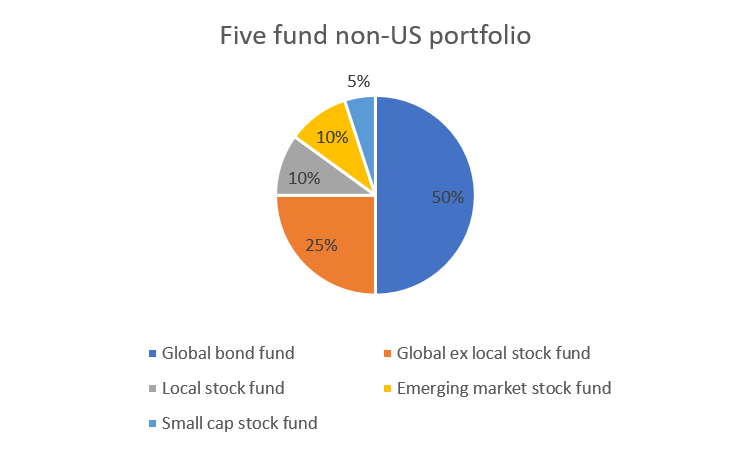 Five fund non-US portfolio
5%
10%
10%
50%
25%
Global bond fund
Global ex local stock fund
Local stock fund
Emerging market stock fund
Small cap stock fund